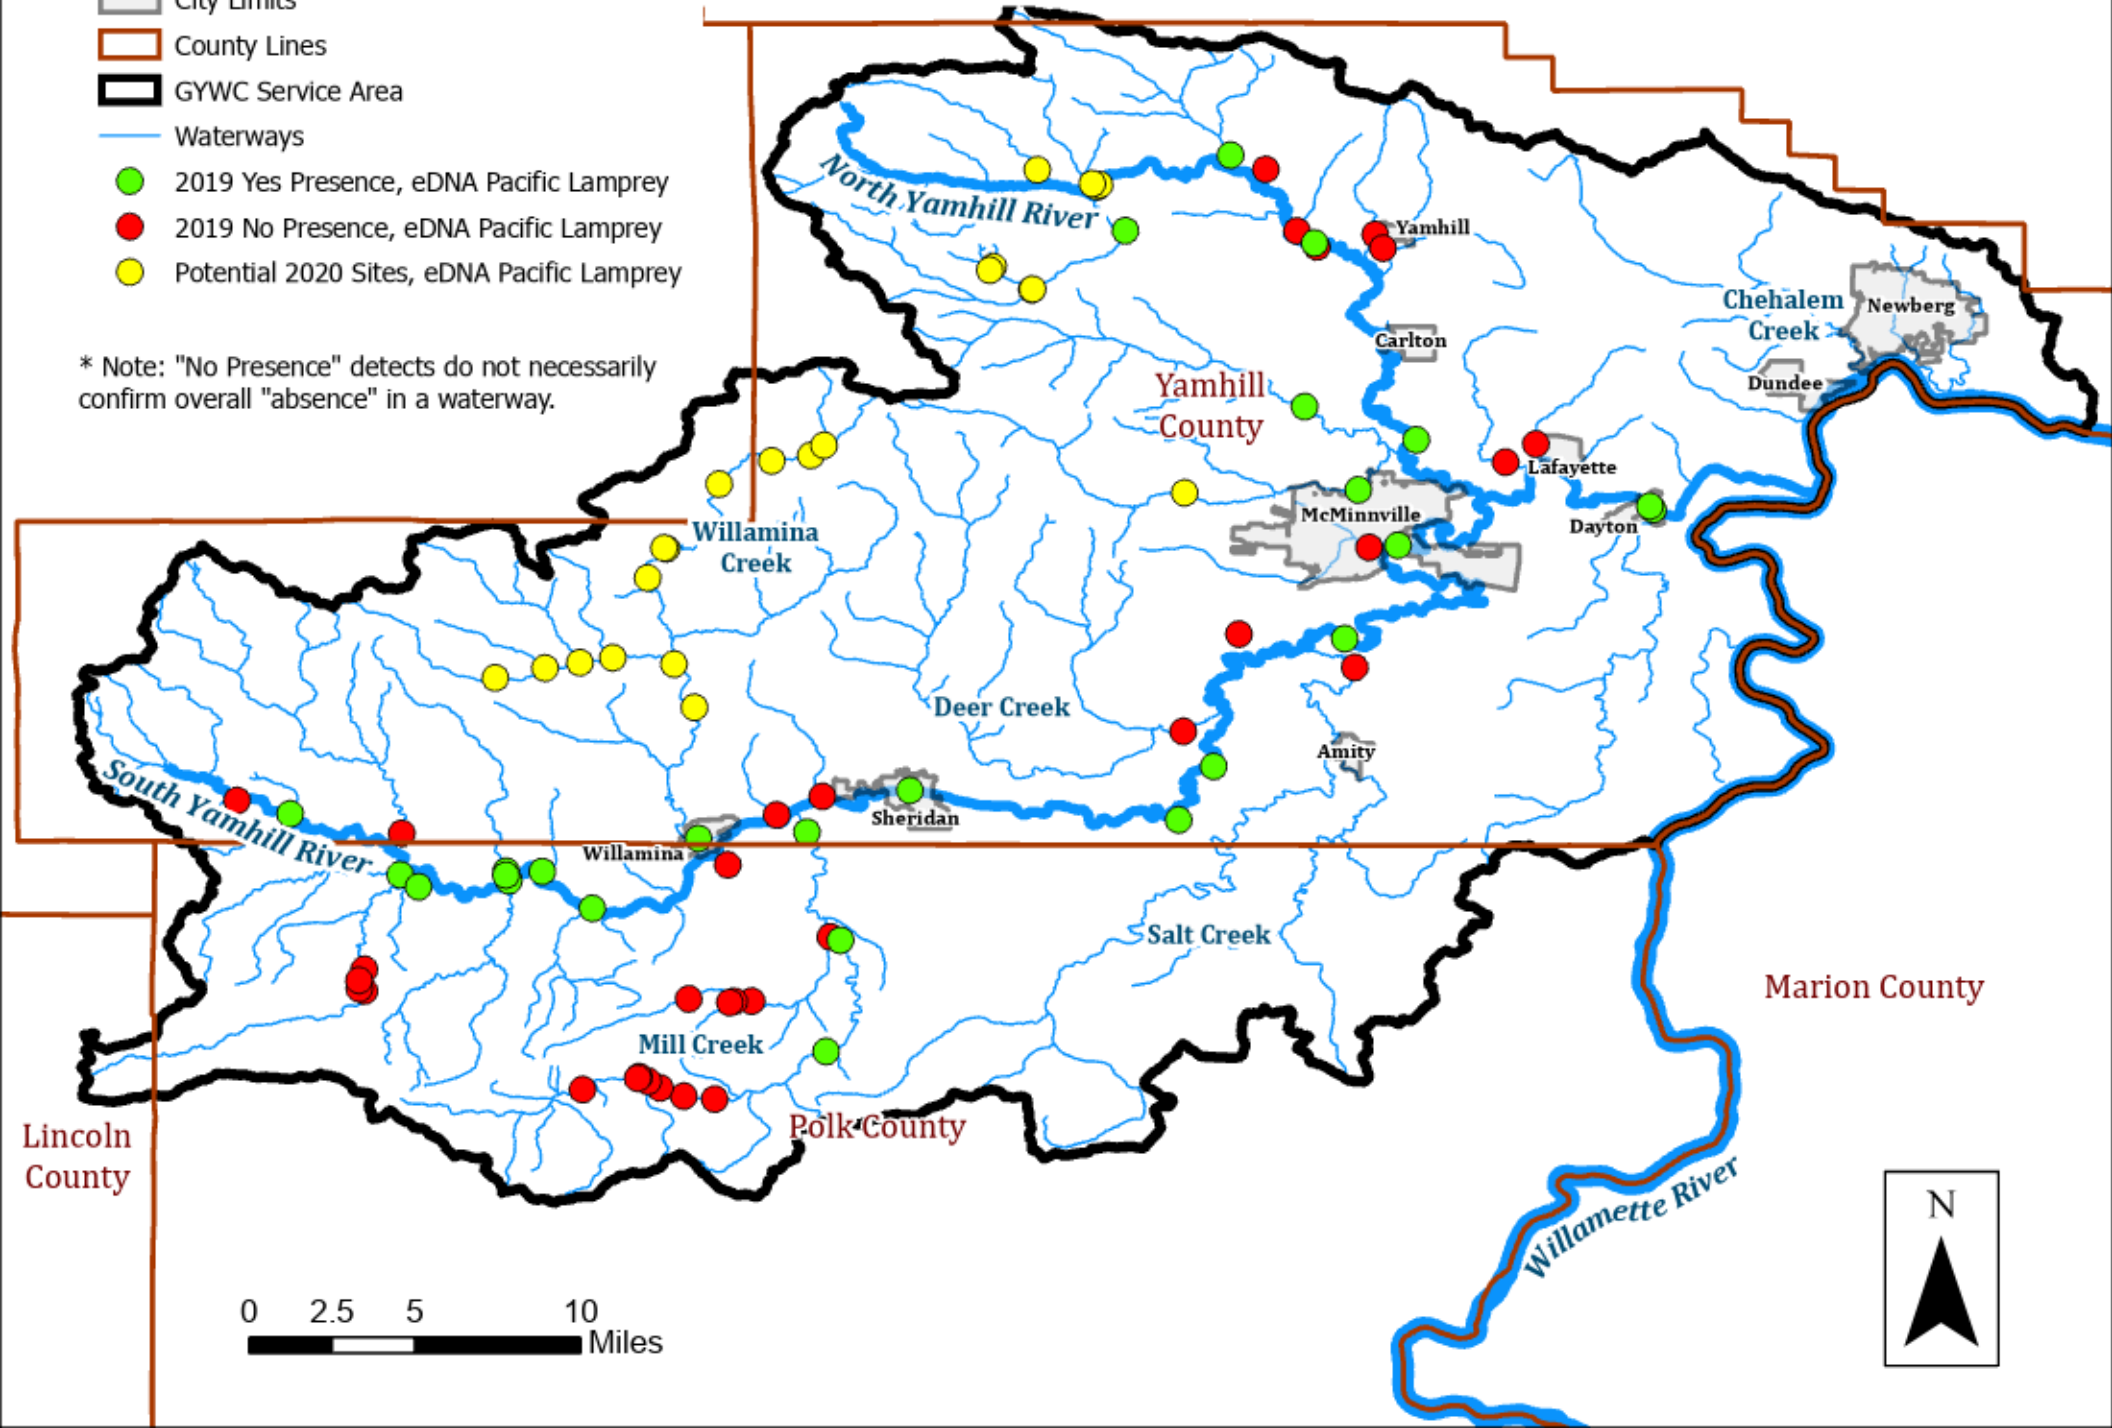 City Limits
County Lines
GYWC Service Area
Waterways
2019 Yes Presence, eDNA Pacific Lamprey
2019 No Presence, eDNA Pacific Lamprey
Potential 2020 Sites, eDNA Pacific Lamprey
* Note: "No Presence" detects do not necessarily
confirm overall "absence" in a waterway.
North Yamhill River
Yamhill
Chehalem
Creek
Newberg
Carlton
Dundee
Yamhill
County
Lafayette
McMinnville
Dayton
Willamina
Creek
Deer Creek
Amity
South Yamhill River
Sheridan
Willamina
Salt Creek
Marion County
Mill Creek
Polk County
Lincoln
County
Willamette River
N
0 2.5 5 10
Miles